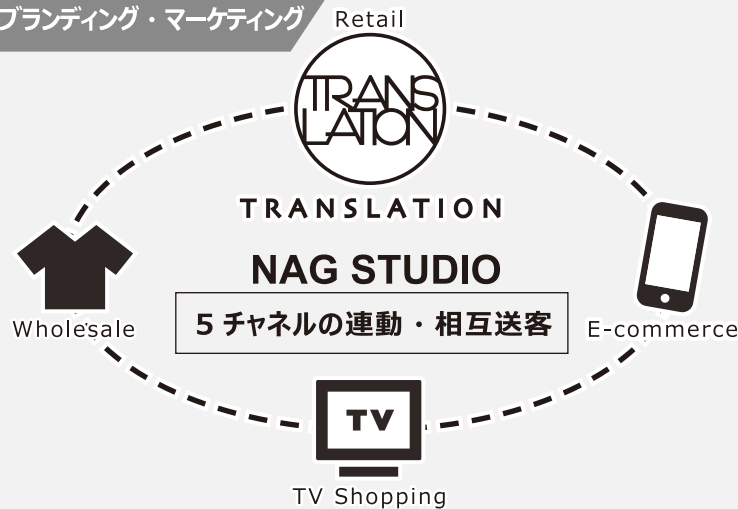 ブランディング・マーケティング
Retail
TRANS
LATION
TRANSLATION
NAG STUDIO
5チャネルの連動・相互送客
Wholesale
E-commerce
TV
TV Shopping